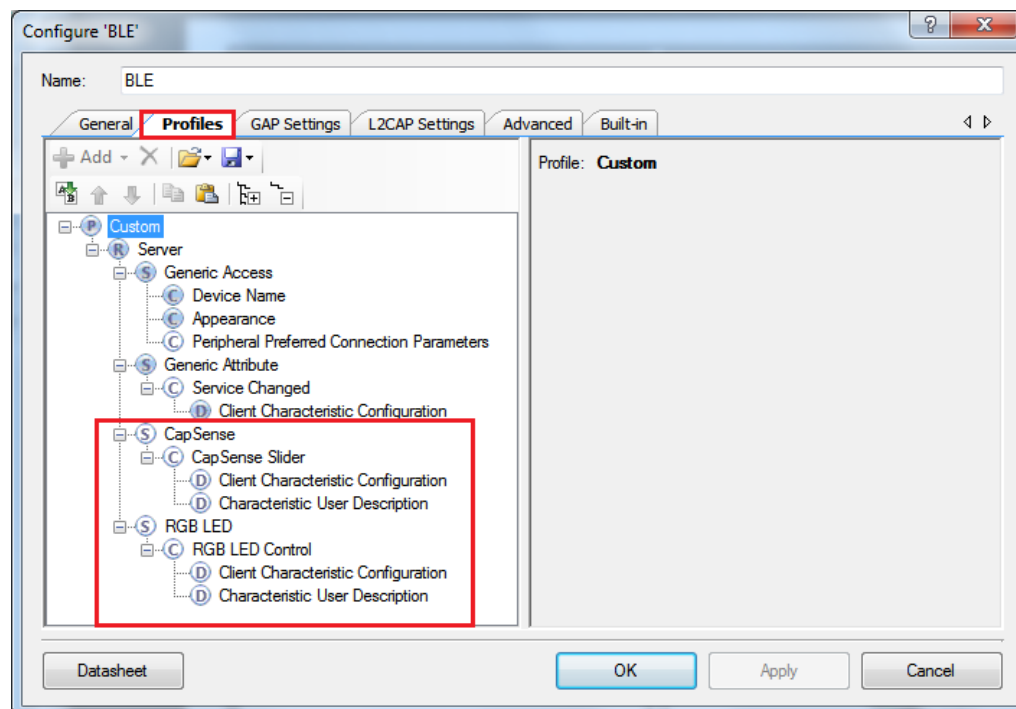 Configure 'BLE'
Name: BLE
General Profiles GAP Settings L2CAP Settings Advanced Built-in
Add
Profile: Custom
P Custom
R Server
S Generic Access
C Device Name
C Appearance
C Peripheral Preferred Connection Parameters
S Generic Attribute
C Service Changed
D Client Characteristic Configuration
S CapSense
C CapSense Slider
D Client Characteristic Configuration
D Characteristic User Description
S RGB LED
C RGB LED Control
D Client Characteristic Configuration
D Characteristic User Description
Datasheet OK Apply Cancel